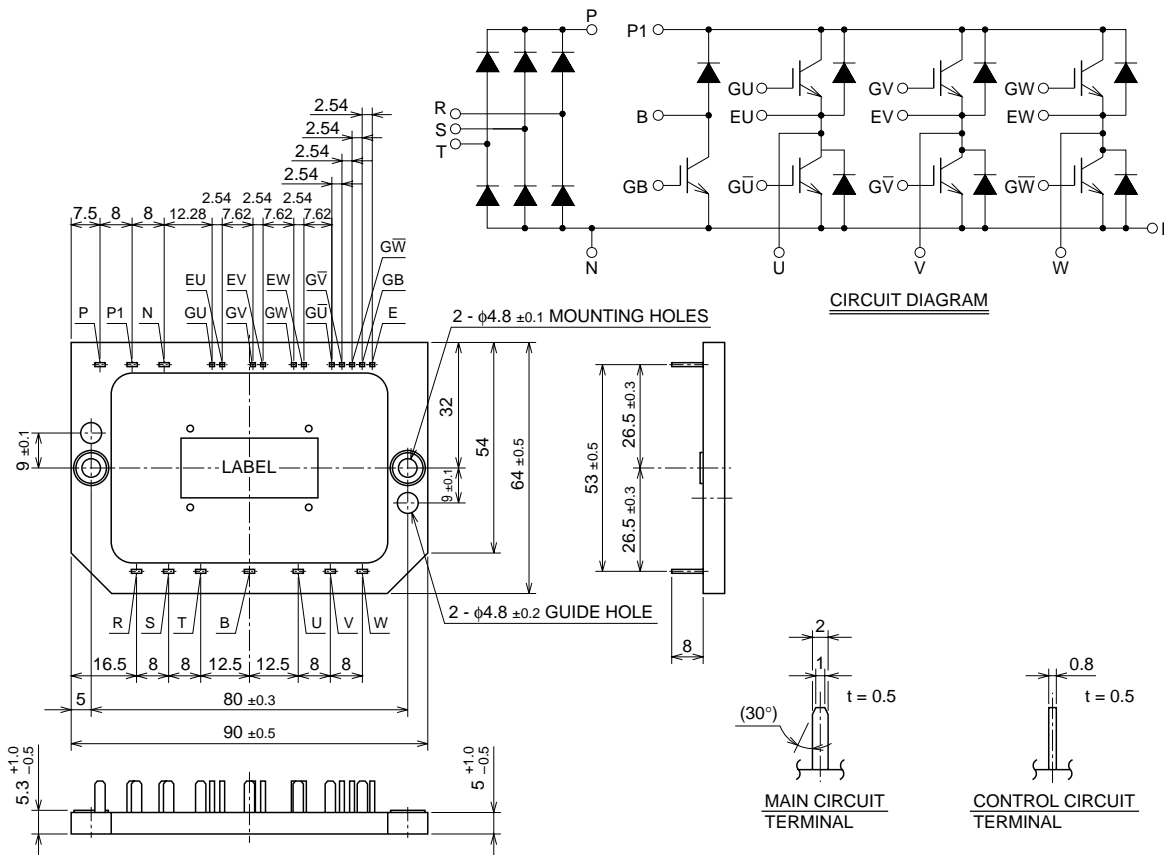 P
P1
R
S
T
B
GB
N
GU
EU
GU̅
U
GV
EV
GV̅
V
GW
EW
GW̅
W
CIRCUIT DIAGRAM
2.54
2.54
2.54
2.54
2.54 2.54 2.54
7.5 8 8 12.28 7.62 7.62 7.62
GW̅
EU EV EW GV̅ GB
P P1 N GU GV GW GU̅ E
2 - ϕ4.8 ±0.1 MOUNTING HOLES
9 ±0.1
LABEL
9 ±0.1
32
54
64 ±0.5
53 ±0.5
26.5 ±0.3
26.5 ±0.3
8
2 - ϕ4.8 ±0.2 GUIDE HOLE
R S T B U V W
16.5 8 8 12.5 12.5 8 8
5 80 ±0.3
90 ±0.5
5.3 +1.0 −0.5
5 +1.0 −0.5
2
1
t = 0.5
(30°)
MAIN CIRCUIT
TERMINAL
0.8
t = 0.5
CONTROL CIRCUIT
TERMINAL